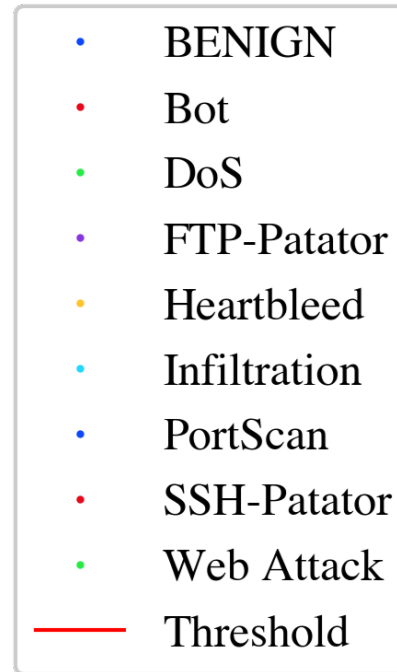 BENIGN
Bot
DoS
FTP-Patator
Heartbleed
Infiltration
PortScan
SSH-Patator
Web Attack
Threshold